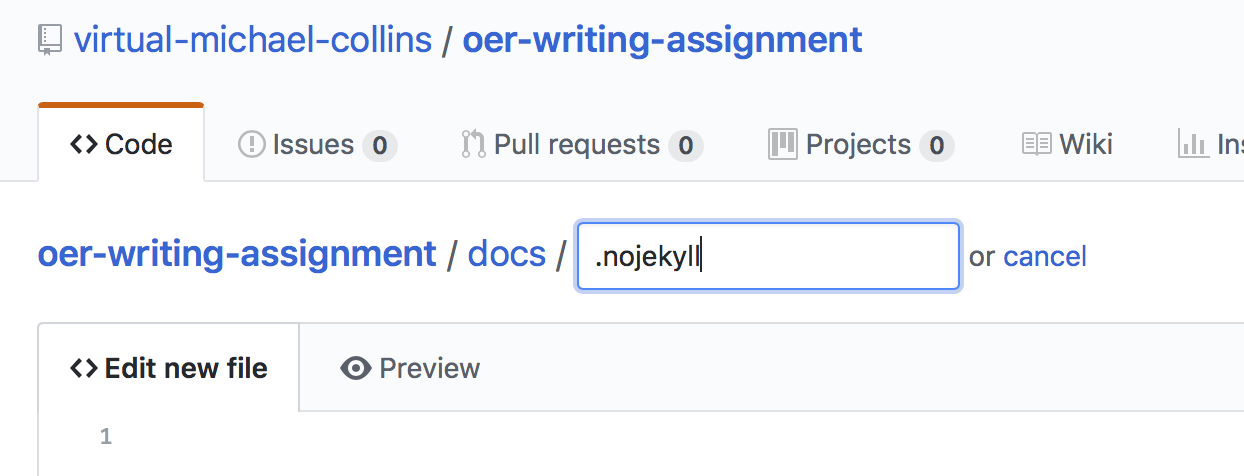 virtual-michael-collins / oer-writing-assignment
Code Issues 0 Pull requests 0 Projects 0 Wiki Ins
oer-writing-assignment / docs / .nojekyll or cancel
Edit new file Preview
1